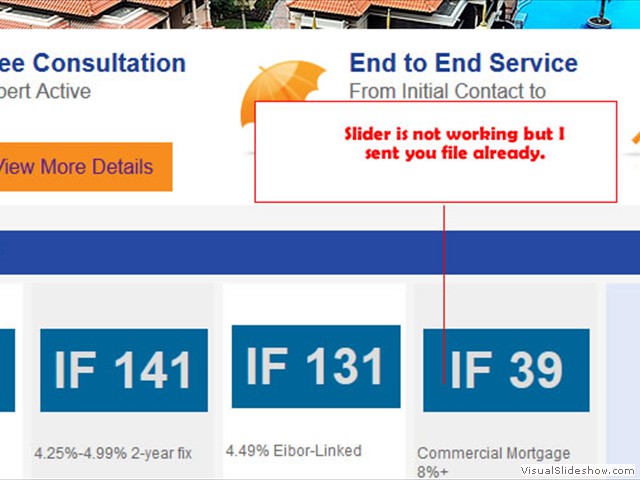 ee Consultation
pert Active
End to End Service
From Initial Contact to
Slider is not working but I
sent you file already.
View More Details
IF 141
IF 131
IF 39
4.25%-4.99% 2-year fix
4.49% Eibor-Linked
Commercial Mortgage
8%+
VisualSlideshow.com